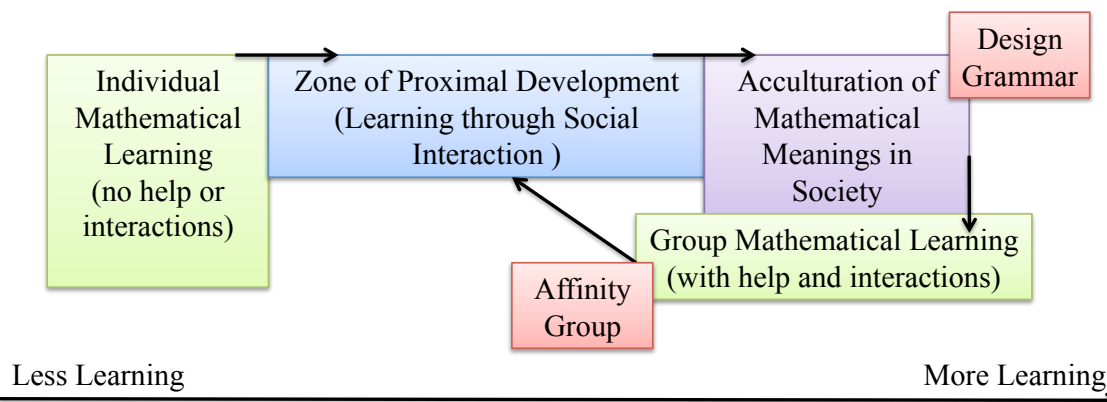 Individual
Mathematical
Learning
(no help or
interactions)
Zone of Proximal Development
(Learning through Social
Interaction )
Acculturation of
Mathematical
Meanings in
Society
Design
Grammar
Group Mathematical Learning
(with help and interactions)
Affinity
Group
Less Learning
More Learning